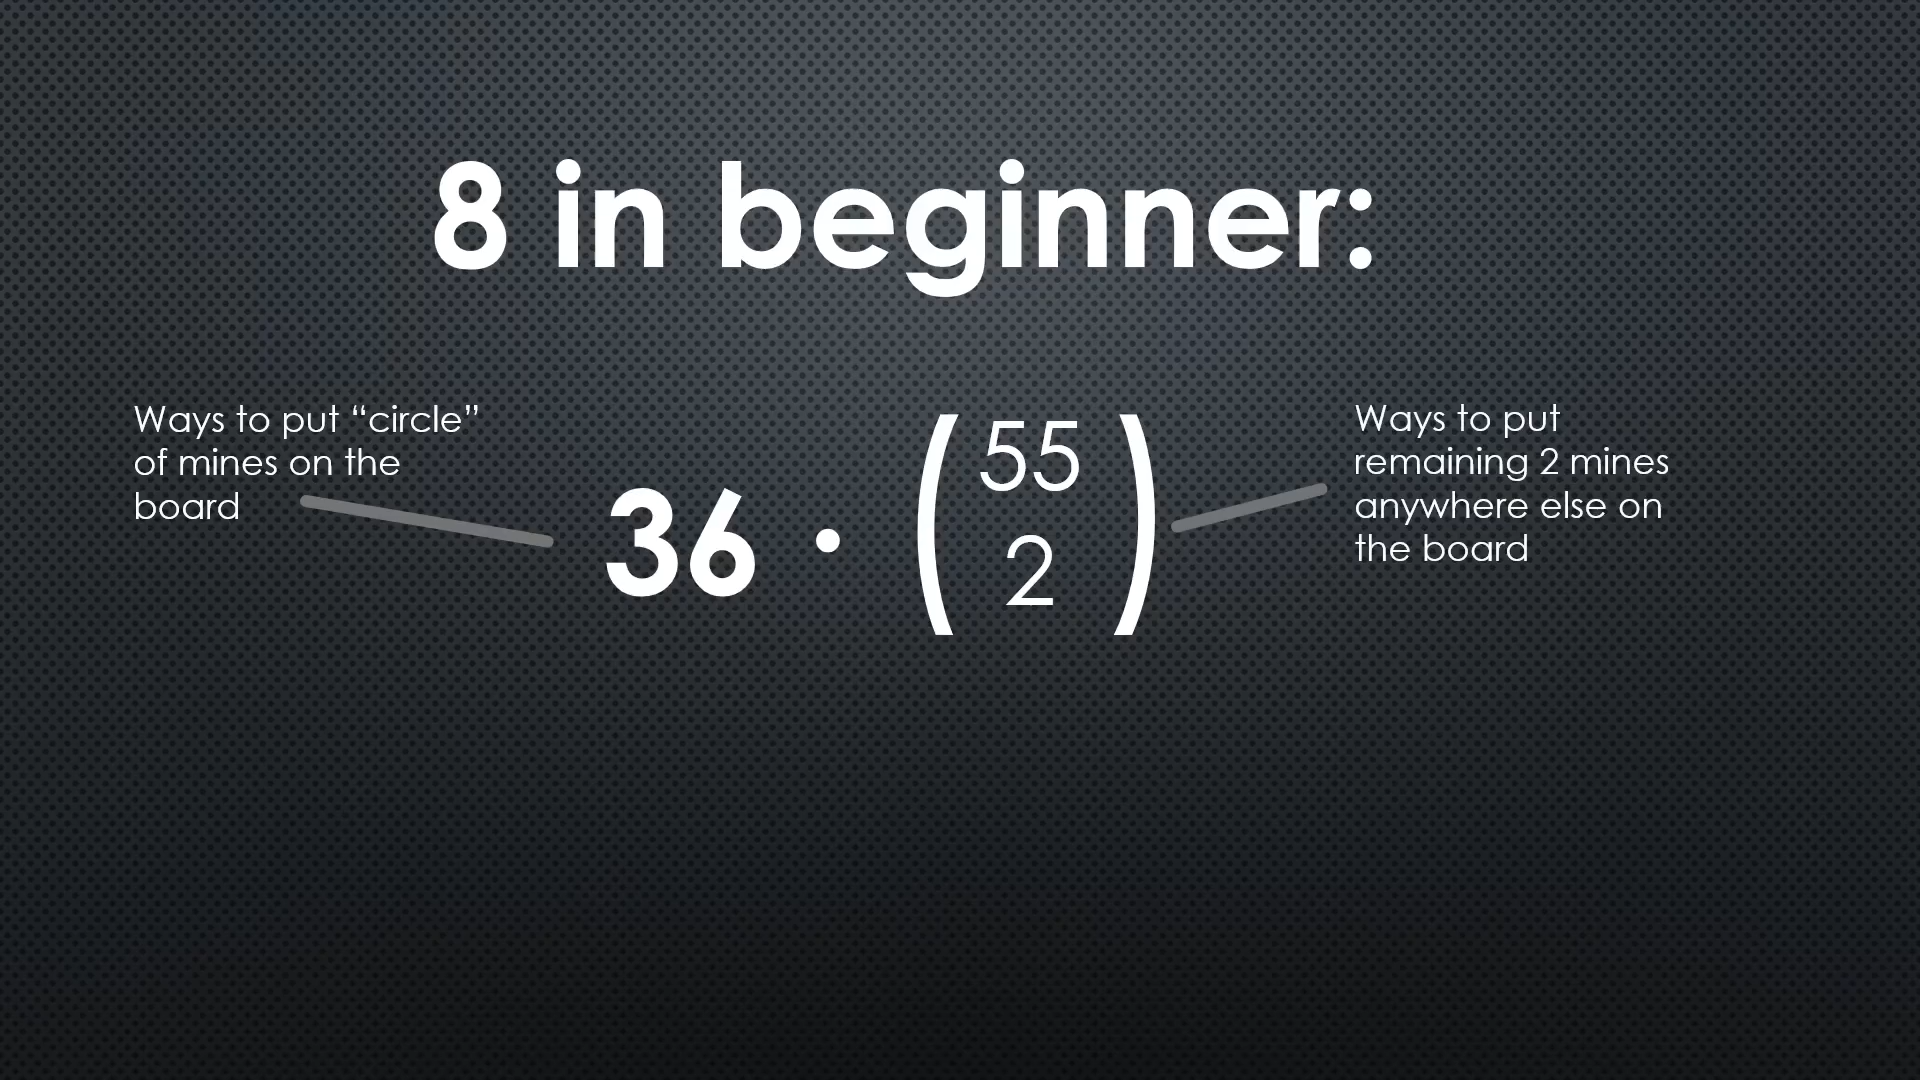 8 in beginner:
Ways to put “circle”
of mines on the
board
36 · (55
2)
Ways to put
remaining 2 mines
anywhere else on
the board